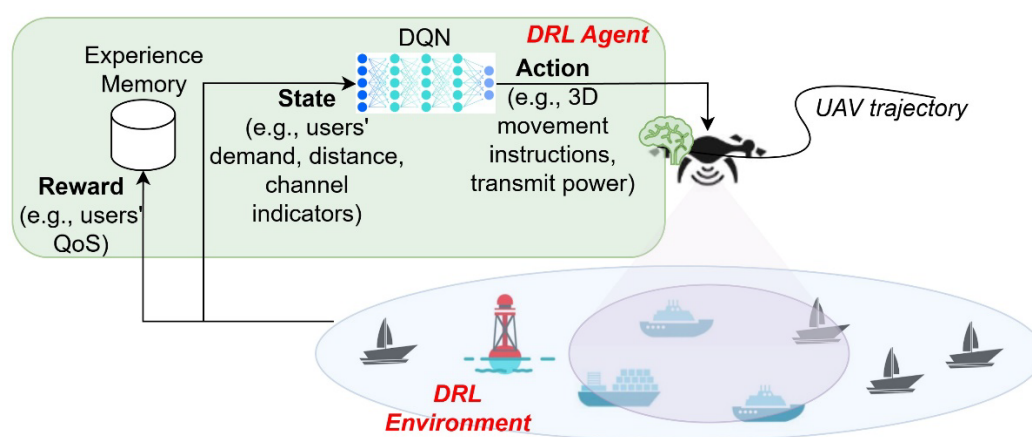 Experience
Memory
Reward
(e.g., users'
QoS)
State
(e.g., users'
demand, distance,
channel
indicators)
DQN
DRL Agent
Action
(e.g., 3D
movement
instructions,
transmit power)
UAV trajectory
DRL
Environment